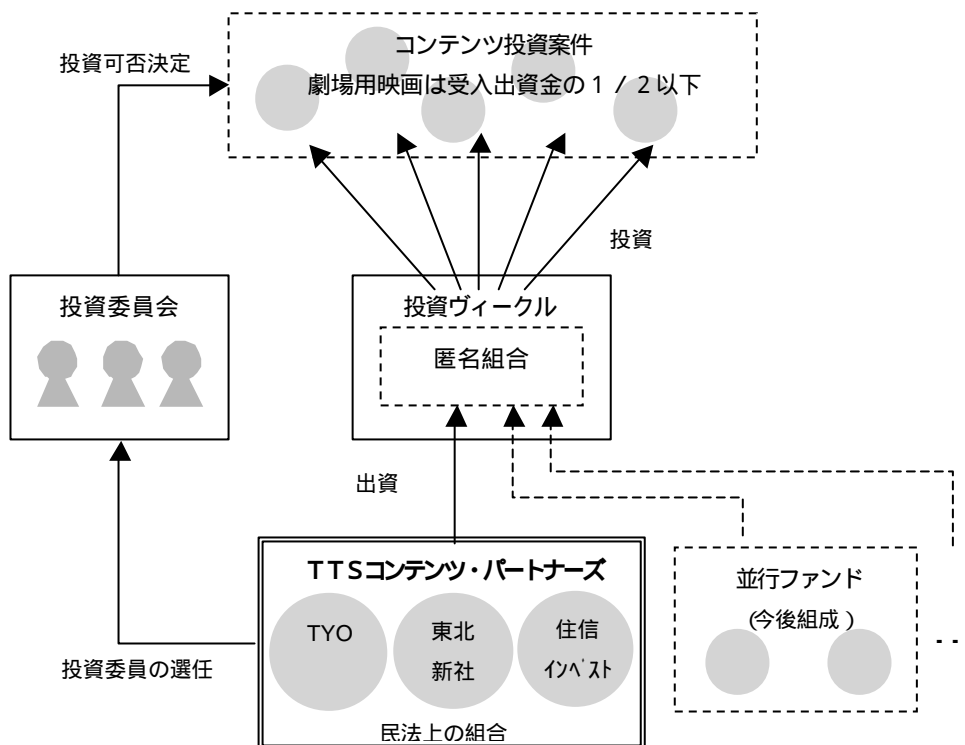 コンテンツ投資案件
劇場用映画は受入出資金の1/2以下
投資可否決定
投資
投資委員会
投資ヴィークル
匿名組合
出資
TTSコンテンツ・パートナーズ
TYO
東北
新社
住信
インベスト
民法上の組合
投資委員の選任
並行ファンド
(今後組成)